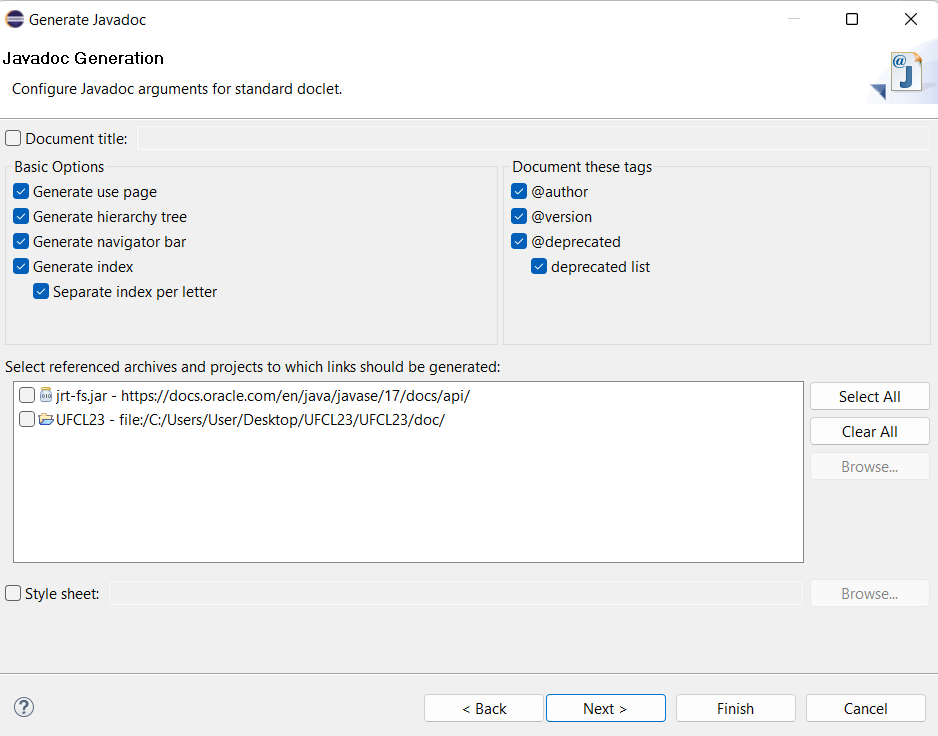 Generate Javadoc
Javadoc Generation
Configure Javadoc arguments for standard doclet.
Document title:
Basic Options
Generate use page
Generate hierarchy tree
Generate navigator bar
Generate index
Separate index per letter
Document these tags
@author
@version
@deprecated
deprecated list
Select referenced archives and projects to which links should be generated:
jrt-fs.jar - https://docs.oracle.com/en/java/javase/17/docs/api/
UFCL23 - file:/C:/Users/User/Desktop/UFCL23/UFCL23/doc/
Select All
Clear All
Browse...
Style sheet:
Browse...
< Back
Next >
Finish
Cancel